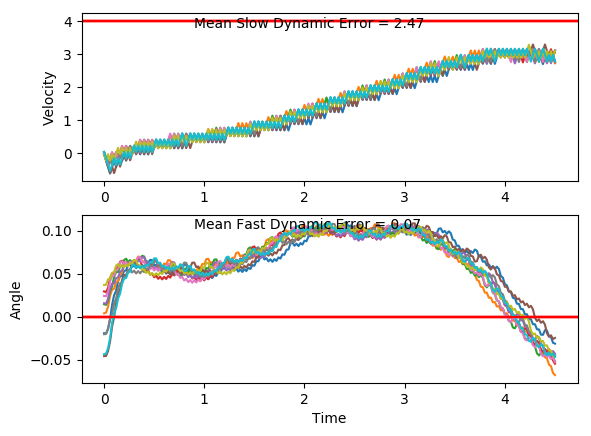 Mean Slow Dynamic Error = 2.47
Velocity
4
3
2
1
0
0 1 2 3 4
Mean Fast Dynamic Error = 0.07
Angle
0.10
0.05
0.00
−0.05
0 1 2 3 4
Time